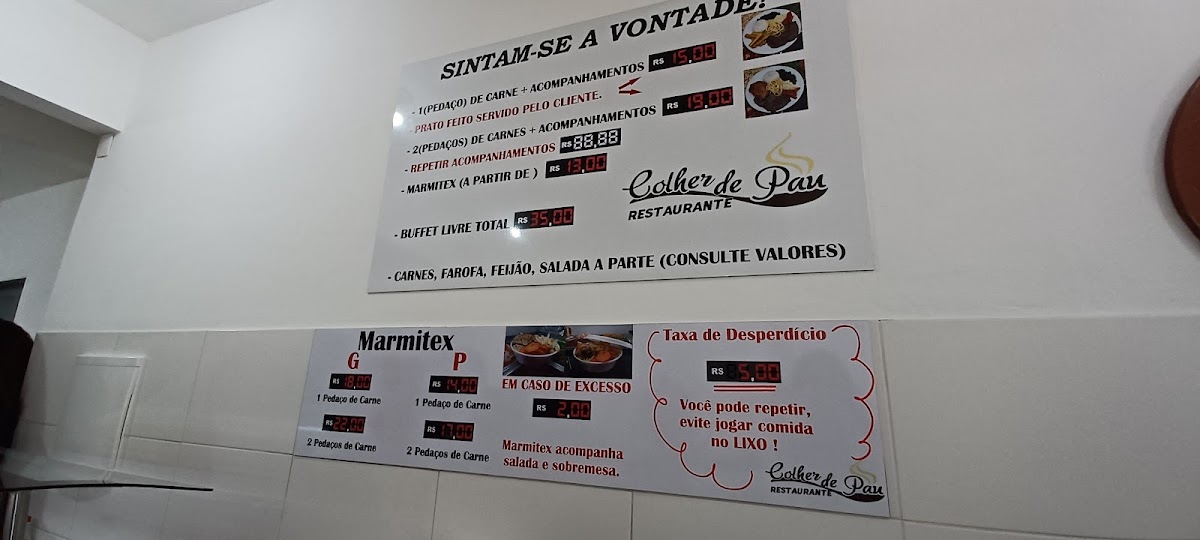 SINTAM-SE A VONTADE!
- 1(PEDAÇO) DE CARNE + ACOMPANHAMENTOS R$ 15,00
- PRATO FEITO SERVIDO PELO CLIENTE.
- 2(PEDAÇOS) DE CARNES + ACOMPANHAMENTOS R$ 19,00
- REPETIR ACOMPANHAMENTOS R$ 88,88
- MARMITEX (A PARTIR DE ) R$ 13,00
- BUFFET LIVRE TOTAL R$ 35,00
Colher de Pau
RESTAURANTE
- CARNES, FAROFA, FEIJÃO, SALADA A PARTE (CONSULTE VALORES)
Marmitex
G P
R$ 18,00 R$ 14,00
1 Pedaço de Carne 1 Pedaço de Carne
R$ 22,00 R$ 17,00
2 Pedaços de Carne 2 Pedaços de Carne
EM CASO DE EXCESSO
R$ 2,00
Marmitex acompanha
salada e sobremesa.
Taxa de Desperdício
R$ 5,00
Você pode repetir,
evite jogar comida
no LIXO !
Colher de Pau
RESTAURANTE